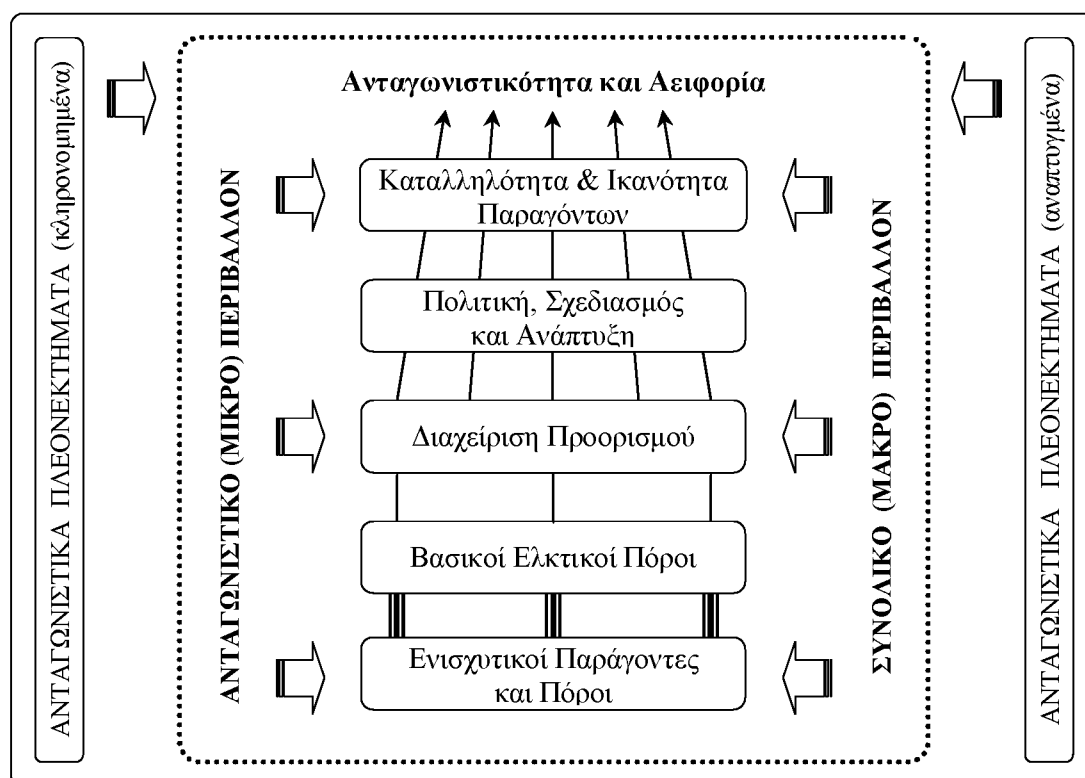 ΑΝΤΑΓΩΝΙΣΤΙΚΑ ΠΛΕΟΝΕΚΤΗΜΑΤΑ (κληρονομημένα)
ΑΝΤΑΓΩΝΙΣΤΙΚΟ (ΜΙΚΡΟ) ΠΕΡΙΒΑΛΛΟΝ
Ανταγωνιστικότητα και Αειφορία
Καταλληλότητα & Ικανότητα
Παραγόντων
Πολιτική, Σχεδιασμός
και Ανάπτυξη
Διαχείριση Προορισμού
Βασικοί Ελκτικοί Πόροι
Ενισχυτικοί Παράγοντες
και Πόροι
ΣΥΝΟΛΙΚΟ (ΜΑΚΡΟ) ΠΕΡΙΒΑΛΛΟΝ
ΑΝΤΑΓΩΝΙΣΤΙΚΑ ΠΛΕΟΝΕΚΤΗΜΑΤΑ (αναπτυγμένα)